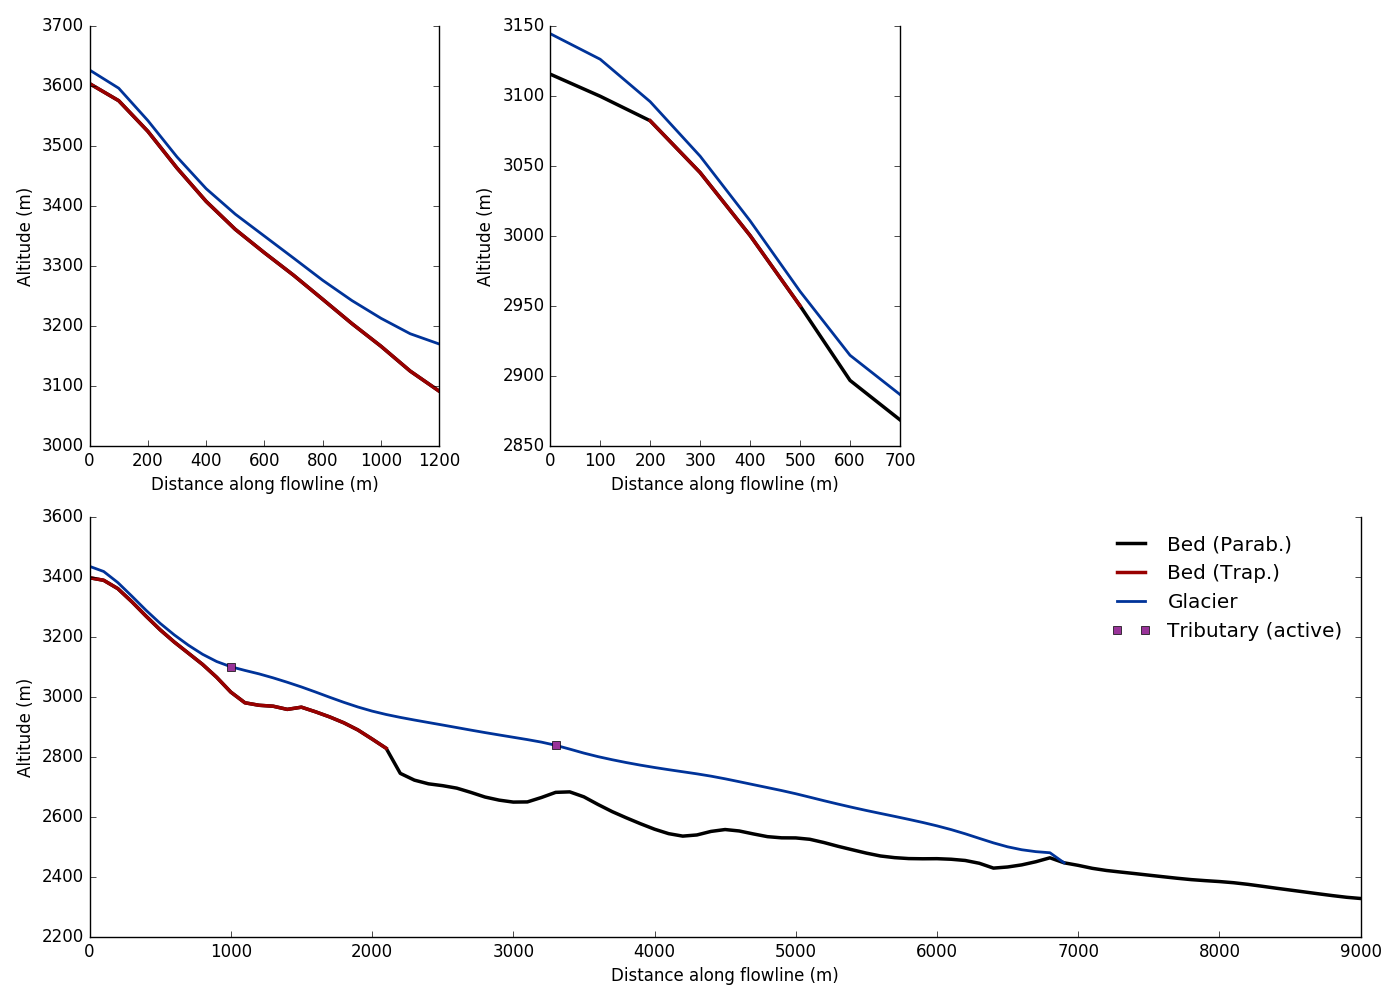 3700
3600
3500
3400
3300
3200
3100
3000
Altitude (m)
0 200 400 600 800 1000 1200
Distance along flowline (m)
3150
3100
3050
3000
2950
2900
2850
Altitude (m)
0 100 200 300 400 500 600 700
Distance along flowline (m)
3600
3400
3200
3000
2800
2600
2400
2200
Altitude (m)
Bed (Parab.)
Bed (Trap.)
Glacier
Tributary (active)
0 1000 2000 3000 4000 5000 6000 7000 8000 9000
Distance along flowline (m)